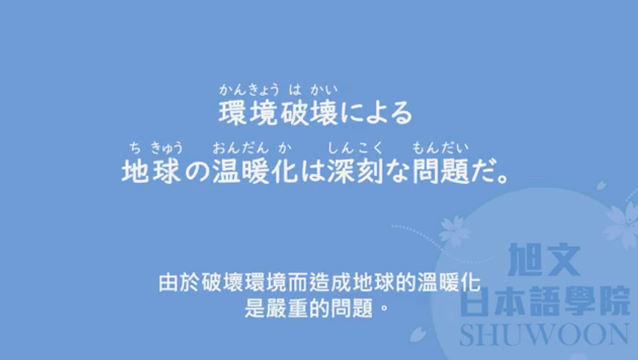 かんきょう は かい
環境破壊による
ち きゅう おんだん か しんこく もんだい
地球の温暖化は深刻な問題だ。
由於破壞環境而造成地球的溫暖化
是嚴重的問題。
旭文
日本語學院
SHUWOON